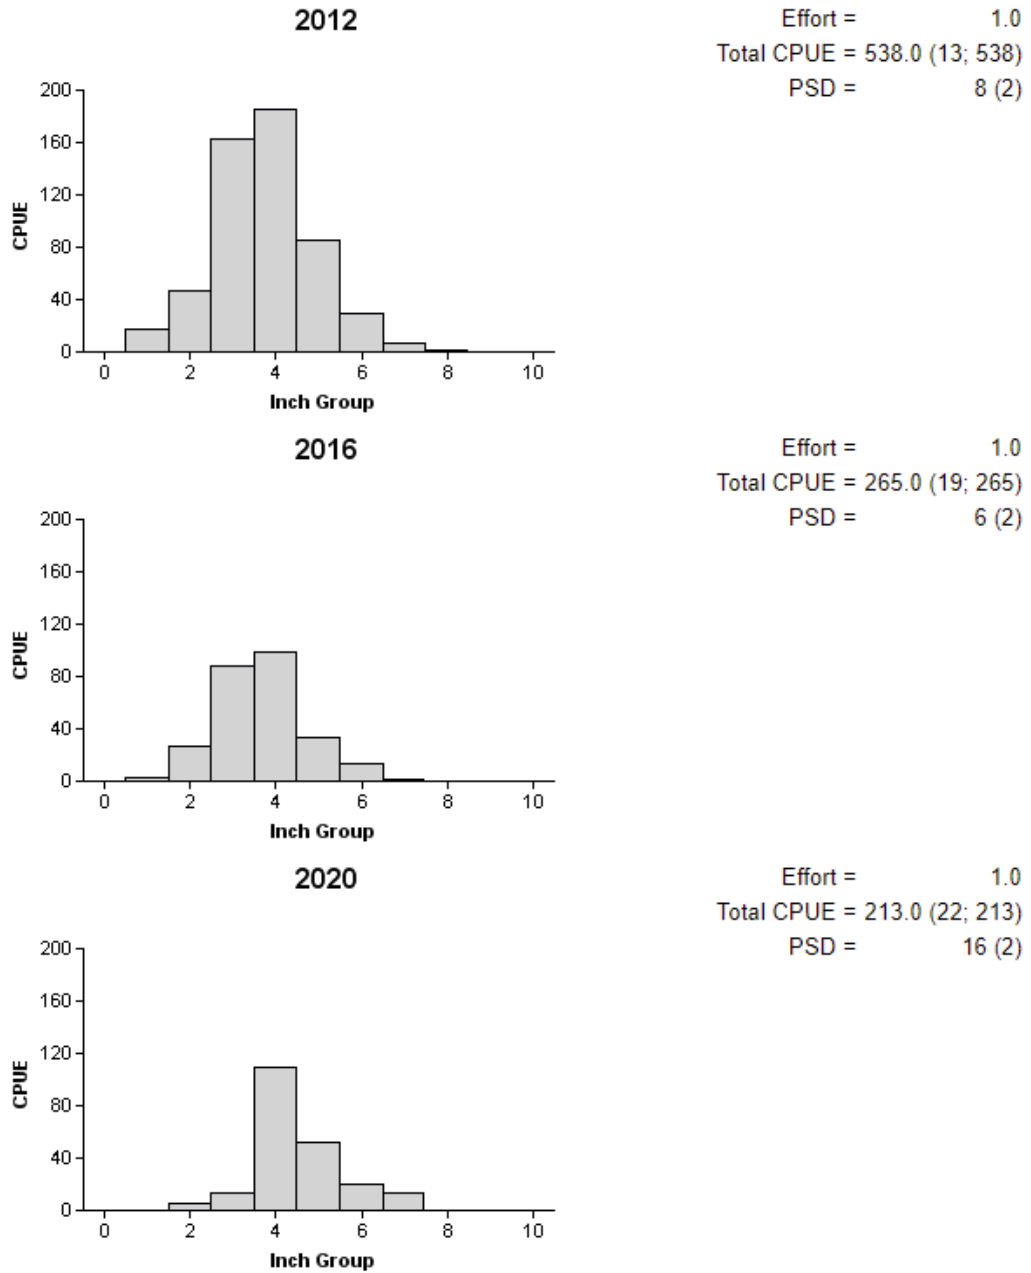 2012
Effort = 1.0
Total CPUE = 538.0 (13; 538)
PSD = 8 (2)
200
160
120
80
40
0
CPUE
0 2 4 6 8 10
Inch Group
2016
Effort = 1.0
Total CPUE = 265.0 (19; 265)
PSD = 6 (2)
200
160
120
80
40
0
CPUE
0 2 4 6 8 10
Inch Group
2020
Effort = 1.0
Total CPUE = 213.0 (22; 213)
PSD = 16 (2)
200
160
120
80
40
0
CPUE
0 2 4 6 8 10
Inch Group